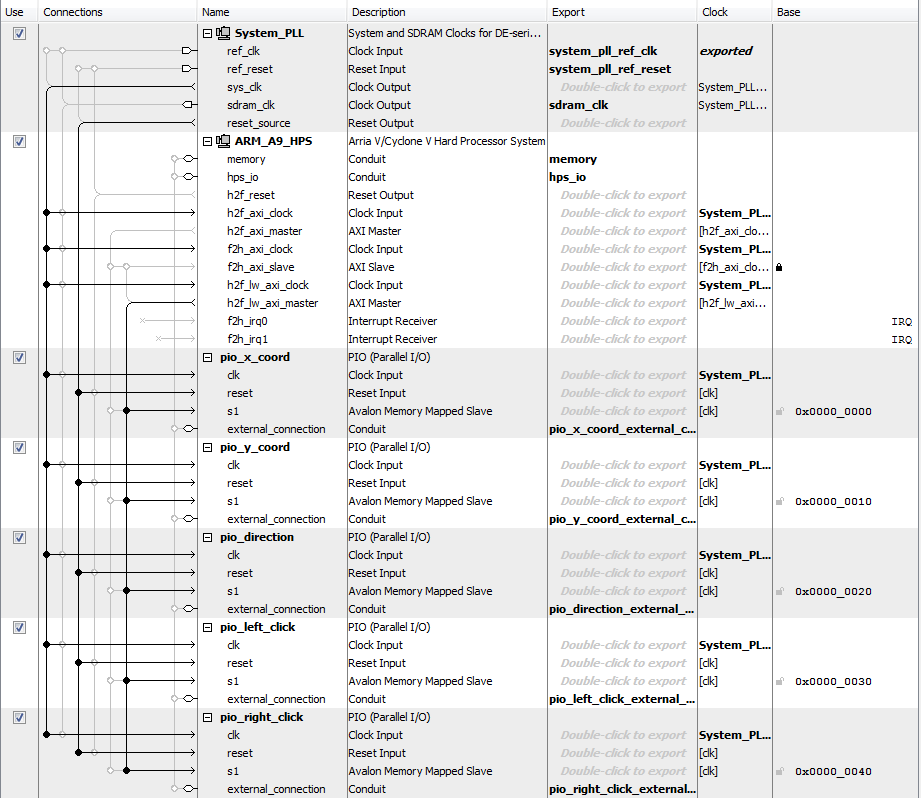 Use Connections Name Description Export Clock Base
System_PLL System and SDRAM Clocks for DE-seri...
ref_clk Clock Input system_pll_ref_clk exported
ref_reset Reset Input system_pll_ref_reset
sys_clk Clock Output Double-click to export System_PLL...
sdram_clk Clock Output sdram_clk System_PLL...
reset_source Reset Output Double-click to export
ARM_A9_HPS Arria V/Cyclone V Hard Processor System
memory Conduit memory
hps_io Conduit hps_io
h2f_reset Reset Output Double-click to export
h2f_axi_clock Clock Input Double-click to export System_PL...
h2f_axi_master AXI Master Double-click to export [h2f_axi_clo...
f2h_axi_clock Clock Input Double-click to export System_PL...
f2h_axi_slave AXI Slave Double-click to export [f2h_axi_clo...
h2f_lw_axi_clock Clock Input Double-click to export System_PL...
h2f_lw_axi_master AXI Master Double-click to export [h2f_lw_axi...
f2h_irq0 Interrupt Receiver Double-click to export IRQ
f2h_irq1 Interrupt Receiver Double-click to export IRQ
pio_x_coord PIO (Parallel I/O)
clk Clock Input Double-click to export System_PL...
reset Reset Input Double-click to export [clk]
s1 Avalon Memory Mapped Slave Double-click to export [clk] 0x0000_0000
external_connection Conduit pio_x_coord_external_c...
pio_y_coord PIO (Parallel I/O)
clk Clock Input Double-click to export System_PL...
reset Reset Input Double-click to export [clk]
s1 Avalon Memory Mapped Slave Double-click to export [clk] 0x0000_0010
external_connection Conduit pio_y_coord_external_c...
pio_direction PIO (Parallel I/O)
clk Clock Input Double-click to export System_PL...
reset Reset Input Double-click to export [clk]
s1 Avalon Memory Mapped Slave Double-click to export [clk] 0x0000_0020
external_connection Conduit pio_direction_external_...
pio_left_click PIO (Parallel I/O)
clk Clock Input Double-click to export System_PL...
reset Reset Input Double-click to export [clk]
s1 Avalon Memory Mapped Slave Double-click to export [clk] 0x0000_0030
external_connection Conduit pio_left_click_external_...
pio_right_click PIO (Parallel I/O)
clk Clock Input Double-click to export System_PL...
reset Reset Input Double-click to export [clk]
s1 Avalon Memory Mapped Slave Double-click to export [clk] 0x0000_0040
external_connection Conduit pio_right_click_external...